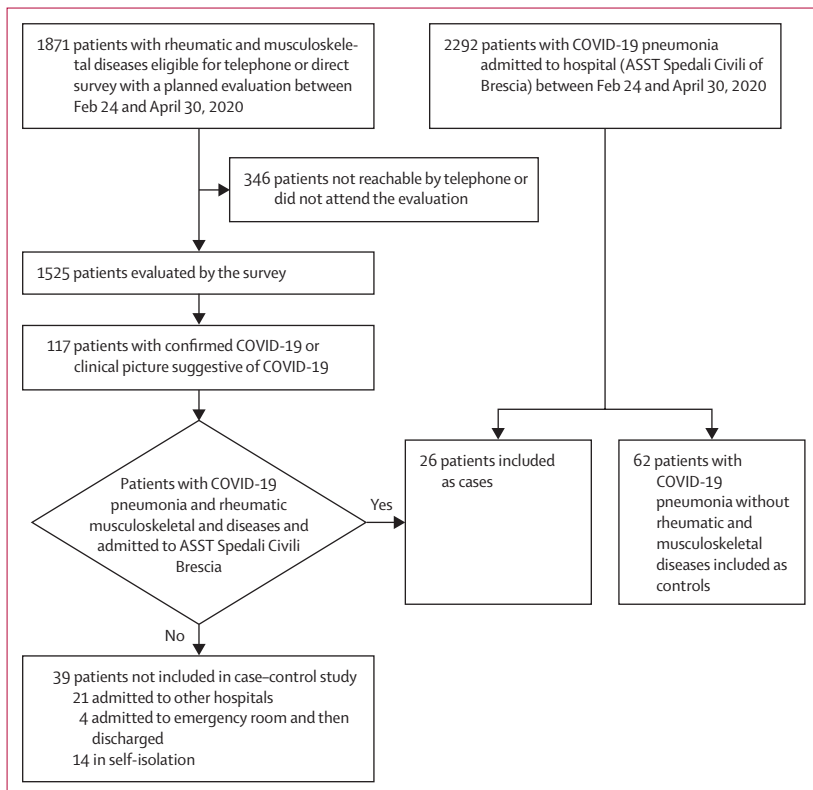 1871 patients with rheumatic and musculoske-
letal diseases eligible for telephone or direct
survey with a planned evaluation between
Feb 24 and April 30, 2020
2292 patients with COVID-19 pneumonia
admitted to hospital (ASST Spedali Civili of
Brescia) between Feb 24 and April 30, 2020
346 patients not reachable by telephone or
did not attend the evaluation
1525 patients evaluated by the survey
117 patients with confirmed COVID-19 or
clinical picture suggestive of COVID-19
Patients with COVID-19
pneumonia and rheumatic
musculoskeletal and diseases and
admitted to ASST Spedali Civili
Brescia
Yes
26 patients included
as cases
62 patients with
COVID-19
pneumonia without
rheumatic and
musculoskeletal
diseases included as
controls
No
39 patients not included in case–control study
21 admitted to other hospitals
4 admitted to emergency room and then
discharged
14 in self-isolation